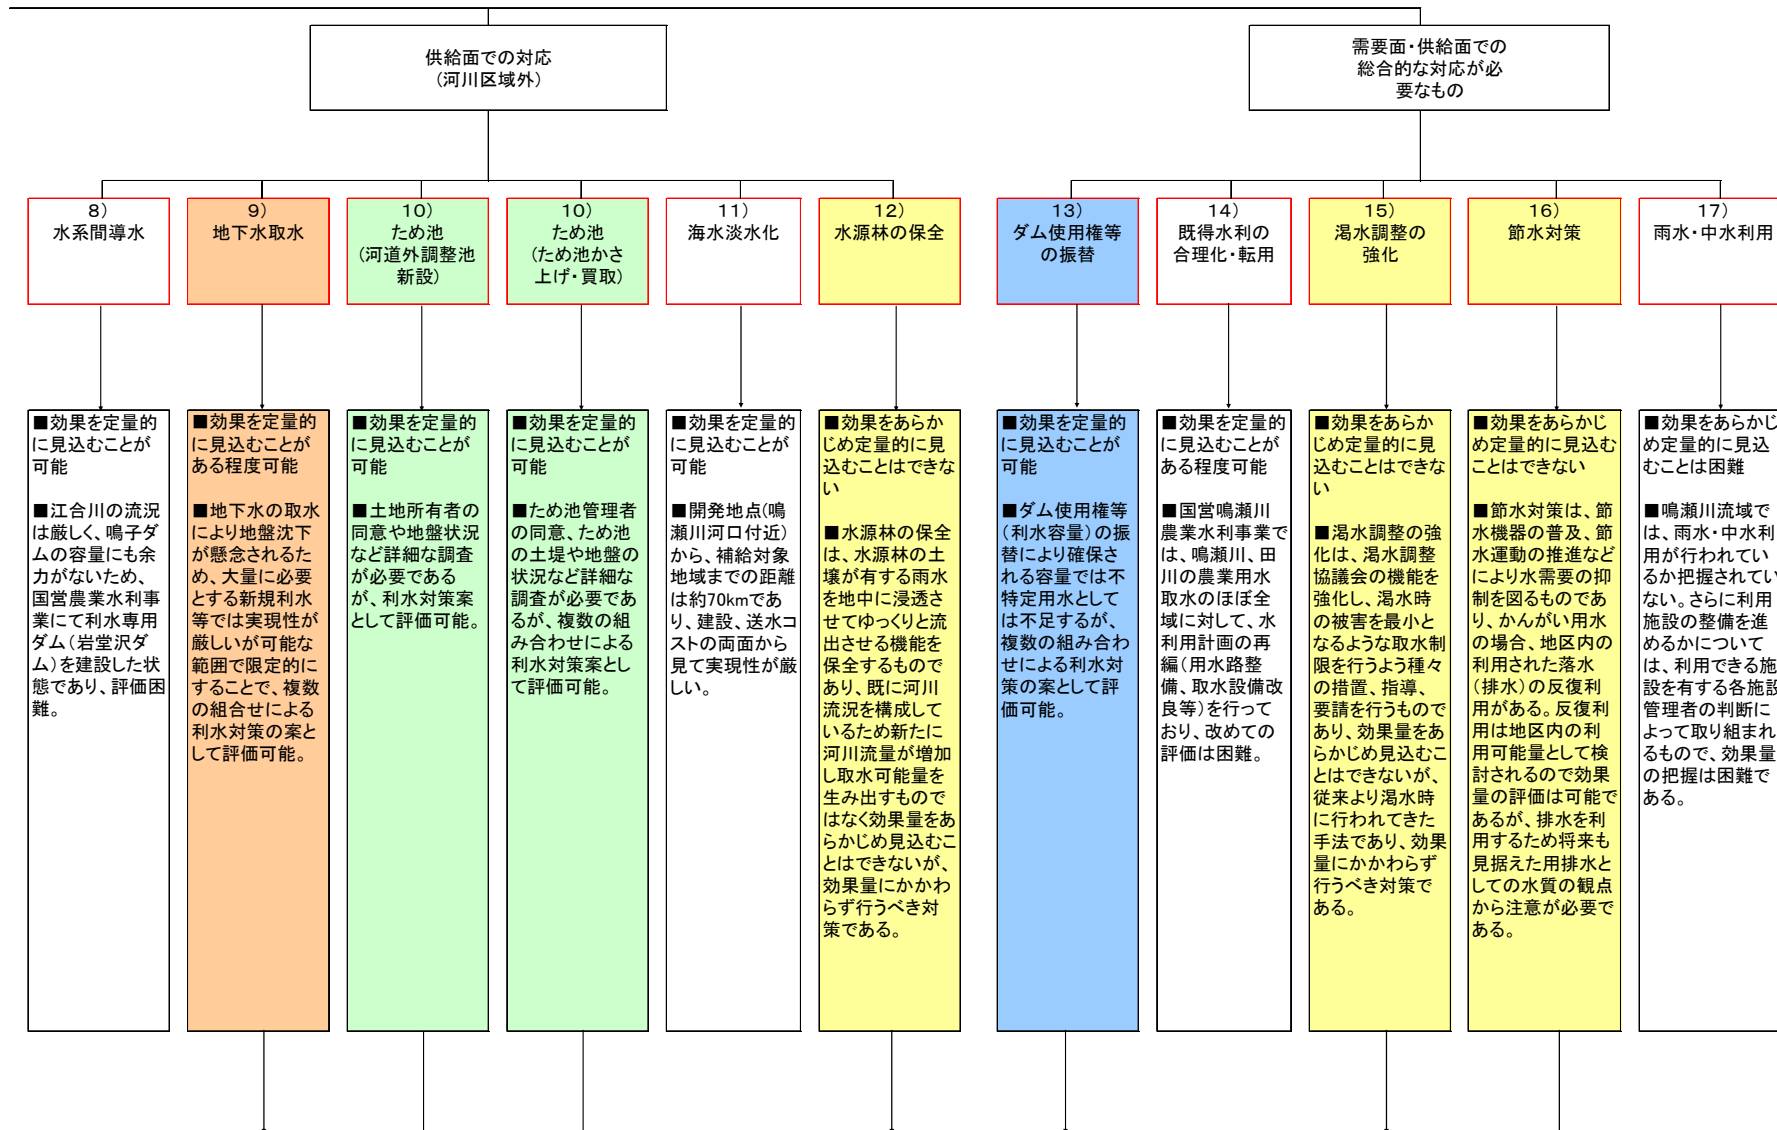 供給面での対応
(河川区域外)
需要面・供給面での
総合的な対応が必
要なもの
8)
水系間導水
9)
地下水取水
10)
ため池
(河道外調整池
新設)
10)
ため池
(ため池かさ
上げ・買取)
11)
海水淡水化
12)
水源林の保全
13)
ダム使用権等
の振替
14)
既得水利の
合理化・転用
15)
渇水調整の
強化
16)
節水対策
17)
雨水・中水利用
■効果を定量的
に見込むことが
可能
■江合川の流況
は厳しく、鳴子ダ
ムの容量にも余
力がないため、
国営農業水利事
業にて利水専用
ダム(岩堂沢ダ
ム)を建設した状
態であり、評価困
難。
■効果を定量的
に見込むことが
ある程度可能
■地下水の取水
により地盤沈下
が懸念されるた
め、大量に必要
とする新規利水
等では実現性が
厳しいが可能な
範囲で限定的に
することで、複数
の組合せによる
利水対策の案と
して評価可能。
■効果を定量的
に見込むことが
可能
■土地所有者の
同意や地盤状況
など詳細な調査
が必要である
が、利水対策案
として評価可能。
■効果を定量的
に見込むことが
可能
■ため池管理者
の同意、ため池
の土堤や地盤の
状況など詳細な
調査が必要であ
るが、複数の組
み合わせによる
利水対策案とし
て評価可能。
■効果を定量的
に見込むことが
可能
■開発地点(鳴
瀬川河口付近)
から、補給対象
地域までの距離
は約70kmであ
り、建設、送水コ
ストの両面から
見て実現性が厳
しい。
■効果をあらか
じめ定量的に見
込むことはできな
い
■水源林の保全
は、水源林の土
壌が有する雨水
を地中に浸透さ
せてゆっくりと流
出させる機能を
保全するもので
あり、既に河川
流況を構成して
いるため新たに
河川流量が増加
し取水可能量を
生み出すもので
はなく効果量をあ
らかじめ見込むこ
とはできないが、
効果量にかかわ
らず行うべき対
策である。
■効果を定量的
に見込むことが
可能
■ダム使用権等
(利水容量)の振
替により確保さ
れる容量では不
特定用水として
は不足するが、
複数の組み合わ
せによる利水対
策の案として評
価可能。
■効果を定量的
に見込むことが
ある程度可能
■国営鳴瀬川
農業水利事業で
は、鳴瀬川、田
川の農業用水
取水のほぼ全
域に対して、水
利用計画の再
編(用水路整
備、取水設備改
良等)を行って
おり、改めての
評価は困難。
■効果をあらか
じめ定量的に見
込むことはできな
い
■渇水調整の強
化は、渇水調整
協議会の機能を
強化し、渇水時
の被害を最小と
なるような取水制
限を行うよう種々
の措置、指導、
要請を行うもので
あり、効果量をあ
らかじめ見込むこ
とはできないが、
従来より渇水時
に行われてきた
手法であり、効果
量にかかわらず
行うべき対策で
ある。
■効果をあらかじ
め定量的に見込む
ことはできない
■節水対策は、節
水機器の普及、節
水運動の推進など
により水需要の抑
制を図るものであ
り、かんがい用水
の場合、地区内の
利用された落水
(排水)の反復利
用がある。反復利
用は地区内の利
用可能量として検
討されるので効果
量の評価は可能で
あるが、排水を利
用するため将来も
見据えた用排水と
しての水質の観点
から注意が必要で
ある。
■効果をあらかじ
め定量的に見込
むことは困難
■鳴瀬川流域で
は、雨水・中水利
用が行われてい
るか把握されてい
ない。さらに利用
施設の整備を進
めるかについて
は、利用できる施
設を有する各施設
管理者の判断に
よって取り組まれ
るもので、効果量
の把握は困難で
ある。